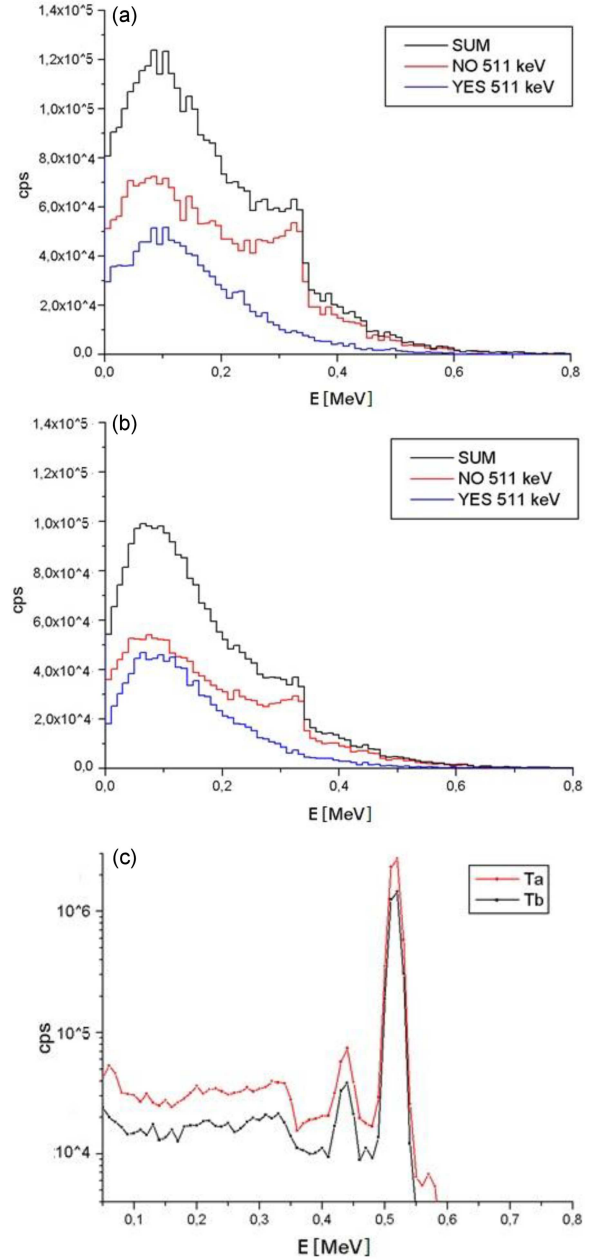 (a)
1,4x10^5
1,2x10^5
1,0x10^5
8,0x10^4
6,0x10^4
4,0x10^4
2,0x10^4
0,0
cps
SUM
NO 511 keV
YES 511 keV
0,0 0,2 0,4 0,6 0,8
E [MeV]
(b)
1,4x10^5
1,2x10^5
1,0x10^5
8,0x10^4
6,0x10^4
4,0x10^4
2,0x10^4
0,0
cps
SUM
NO 511 keV
YES 511 keV
0,0 0,2 0,4 0,6 0,8
E [MeV]
(c)
10^6
10^5
10^4
cps
Ta
Tb
0,1 0,2 0,3 0,4 0,5 0,6 0,7 0,8
E [MeV]